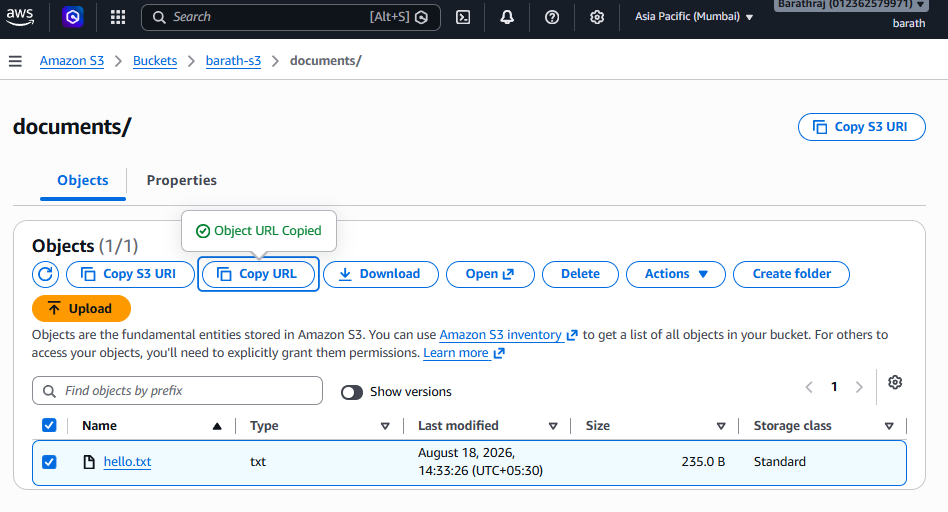 aws
Search [Alt+S]
Asia Pacific (Mumbai) ▼
Barathraj (012362579971) ▼
barath
Amazon S3 > Buckets > barath-s3 > documents/
documents/
Copy S3 URI
Objects
Properties
Object URL Copied
Objects (1/1)
Copy S3 URI
Copy URL
Download
Open
Delete
Actions ▼
Create folder
Upload
Objects are the fundamental entities stored in Amazon S3. You can use Amazon S3 inventory to get a list of all objects in your bucket. For others to
access your objects, you'll need to explicitly grant them permissions. Learn more
Find objects by prefix
Show versions
1
Name Type Last modified Size Storage class
hello.txt txt August 18, 2026, 14:33:26 (UTC+05:30) 235.0 B Standard